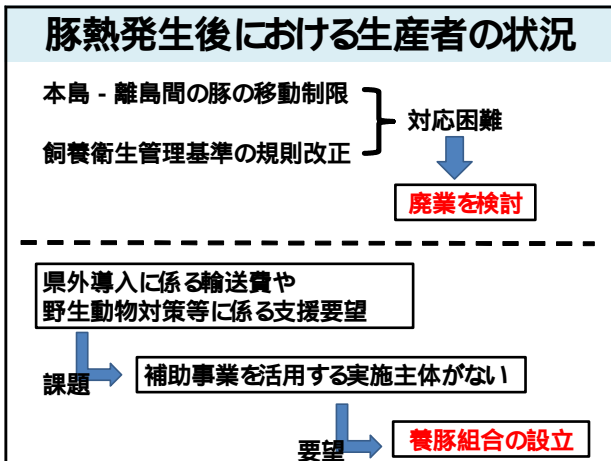 豚熱発生後における生産者の状況
本島 - 離島間の豚の移動制限
対応困難
飼養衛生管理基準の規則改正
廃業を検討
県外導入に係る輸送費や
野生動物対策等に係る支援要望
課題
補助事業を活用する実施主体がない
要望
養豚組合の設立